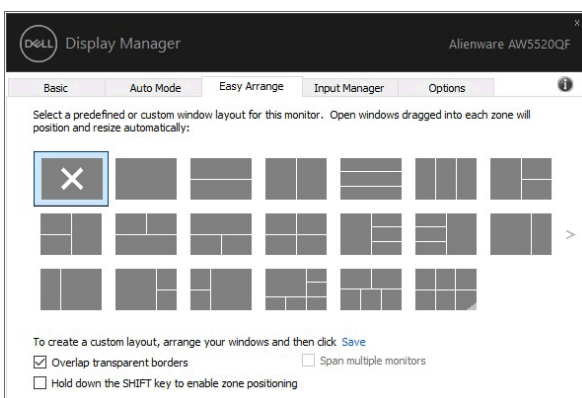 x
DELL Display Manager Alienware AW5520QF
Basic Auto Mode Easy Arrange Input Manager Options i
Select a predefined or custom window layout for this monitor. Open windows dragged into each zone will
position and resize automatically:
>
To create a custom layout, arrange your windows and then click Save
Overlap transparent borders Span multiple monitors
Hold down the SHIFT key to enable zone positioning